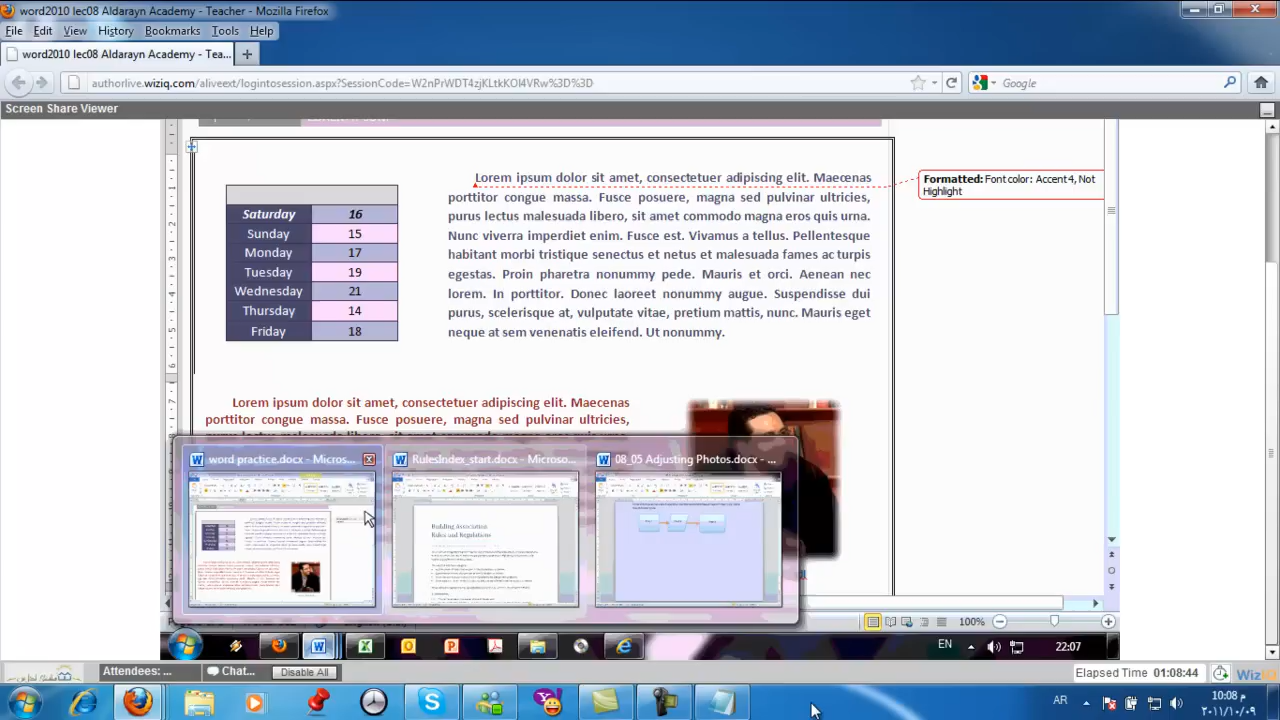 word2010 lec08 Aldarayn Academy - Teacher - Mozilla Firefox
File Edit View History Bookmarks Tools Help
word2010 lec08 Aldarayn Academy - Tea...
authorlive.wiziq.com/aliveext/logintosession.aspx?SessionCode=W2nPrWDT4zjKLtkKOl4VRw%3D%3D
Google
Screen Share Viewer
Lorem ipsum dolor sit amet, consectetuer adipiscing elit. Maecenas
porttitor congue massa. Fusce posuere, magna sed pulvinar ultricies,
purus lectus malesuada libero, sit amet commodo magna eros quis urna.
Nunc viverra imperdiet enim. Fusce est. Vivamus a tellus. Pellentesque
habitant morbi tristique senectus et netus et malesuada fames ac turpis
egestas. Proin pharetra nonummy pede. Mauris et orci. Aenean nec
lorem. In porttitor. Donec laoreet nonummy augue. Suspendisse dui
purus, scelerisque at, vulputate vitae, pretium mattis, nunc. Mauris eget
neque at sem venenatis eleifend. Ut nonummy.
Formatted: Font color: Accent 4, Not
Highlight
Saturday 16
Sunday 15
Monday 17
Tuesday 19
Wednesday 21
Thursday 14
Friday 18
Lorem ipsum dolor sit amet, consectetuer adipiscing elit. Maecenas
porttitor congue massa. Fusce posuere, magna sed pulvinar ultricies,
word practice.docx - Micros...
RulesIndex_start.docx - Microso...
08_05 Adjusting Photos.docx - ...
Building Association
Rules and Regulations
100%
EN
22:07
Attendees: ...
Chat...
Disable All
Elapsed Time 01:08:44
WizIQ
AR
10:08 م
٢٠١١/١٠/٠٩